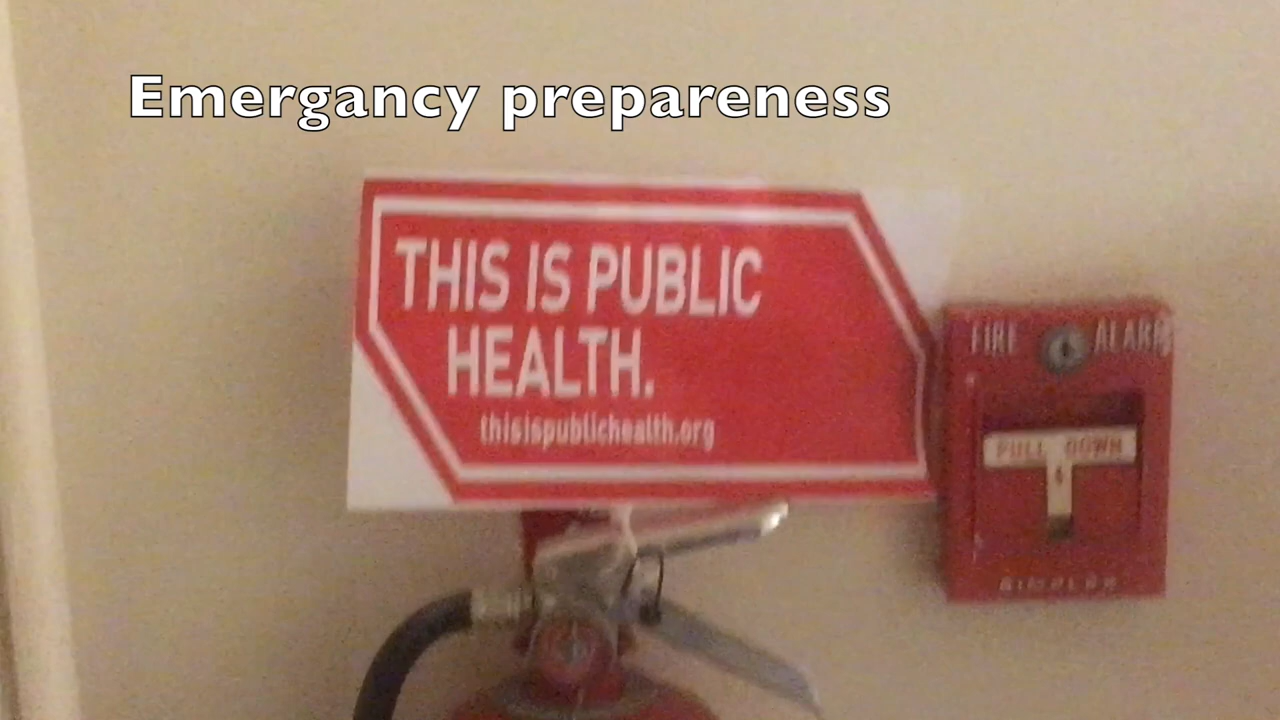 Emergancy prepareness
THIS IS PUBLIC
HEALTH.
thisispublichealth.org
FIRE ALARM
PULL DOWN